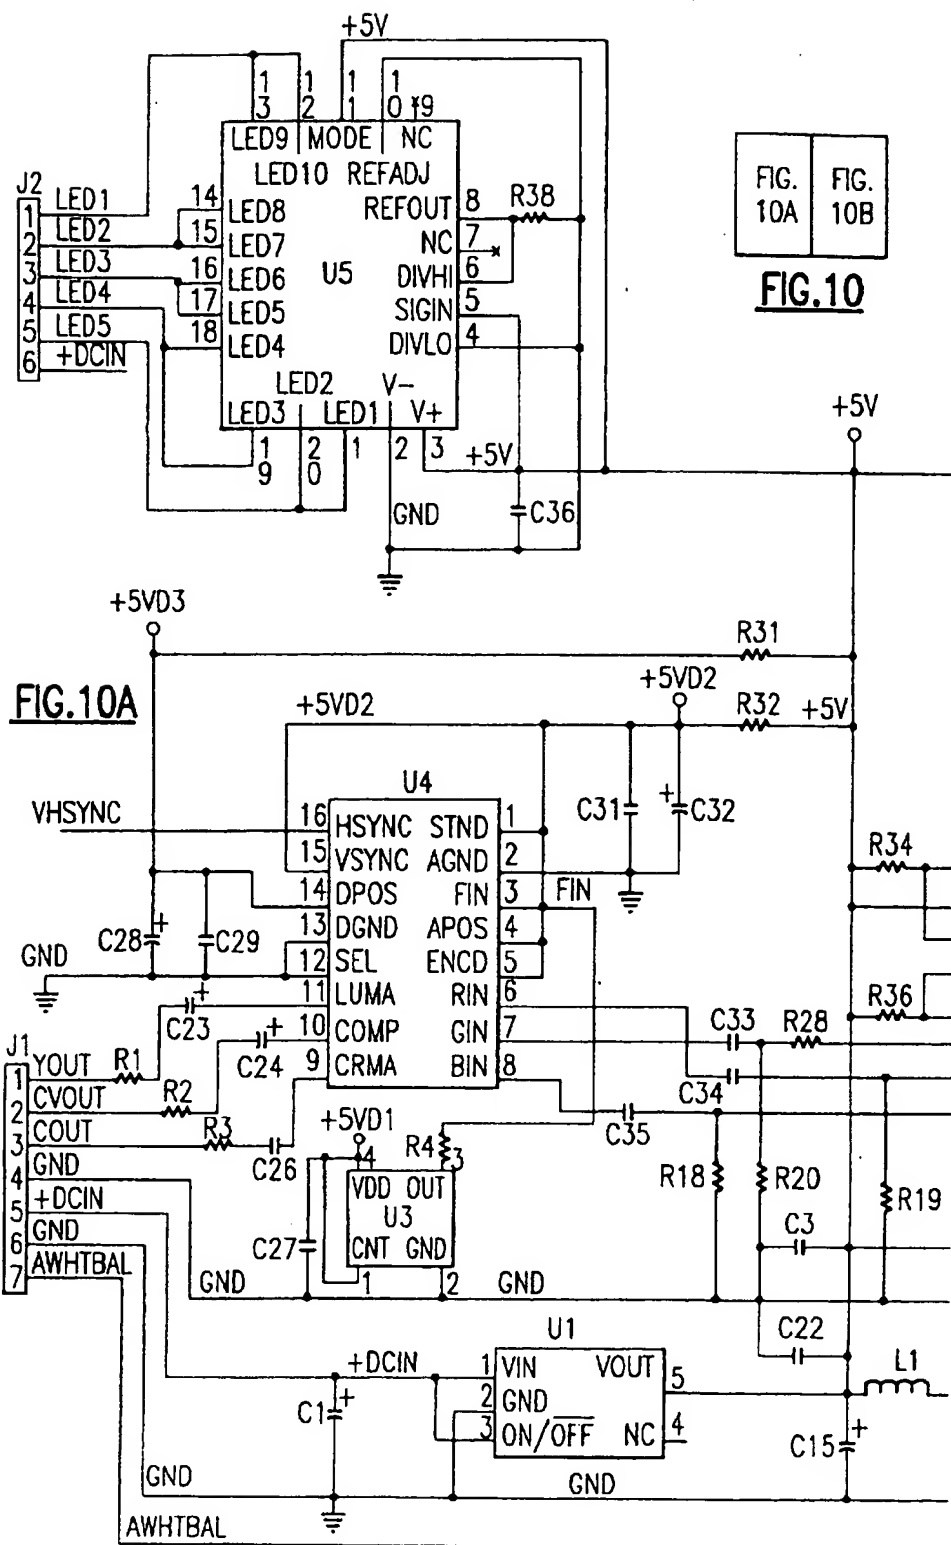 +5V
1 1 1 1
3 2 1 0 9
LED9 MODE NC
LED10 REFADJ
J2
1 LED1
2 LED2
3 LED3
4 LED4
5 LED5
6 +DCIN
14 LED8
15 LED7
16 LED6
17 LED5
18 LED4
U5
REFOUT 8
R38
NC 7
DIVHI 6
SIGIN 5
DIVLO 4
LED2 V-
LED3 LED1 V+
1 2 1 2 3
9 0
+5V
GND
C36
FIG. 10A
FIG. 10B
FIG.10
+5V
+5VD3
R31
FIG.10A
+5VD2
+5VD2
R32
+5V
U4
C31
+ C32
VHSYNC
16 HSYNC STND 1
15 VSYNC AGND 2
14 DPOS FIN 3
FIN
13 DGND APOS 4
12 SEL ENCD 5
11 LUMA RIN 6
10 COMP GIN 7
9 CRMA BIN 8
R34
R36
C28 +
C29
GND
C23 +
C24 +
C33
R28
C34
C35
J1
1 YOUT R1
2 CVOUT R2
3 COUT R3
C26
4 GND
5 +DCIN
6 GND
7 AWHTBAL
+5VD1
R4
4 3
VDD OUT
U3
CNT GND
1 2
C27
R18
R20
R19
C3
GND
GND
C22
U1
+DCIN
1 VIN VOUT 5
2 GND
3 ON/OFF NC 4
L1
C1 +
C15 +
GND
GND
AWHTBAL